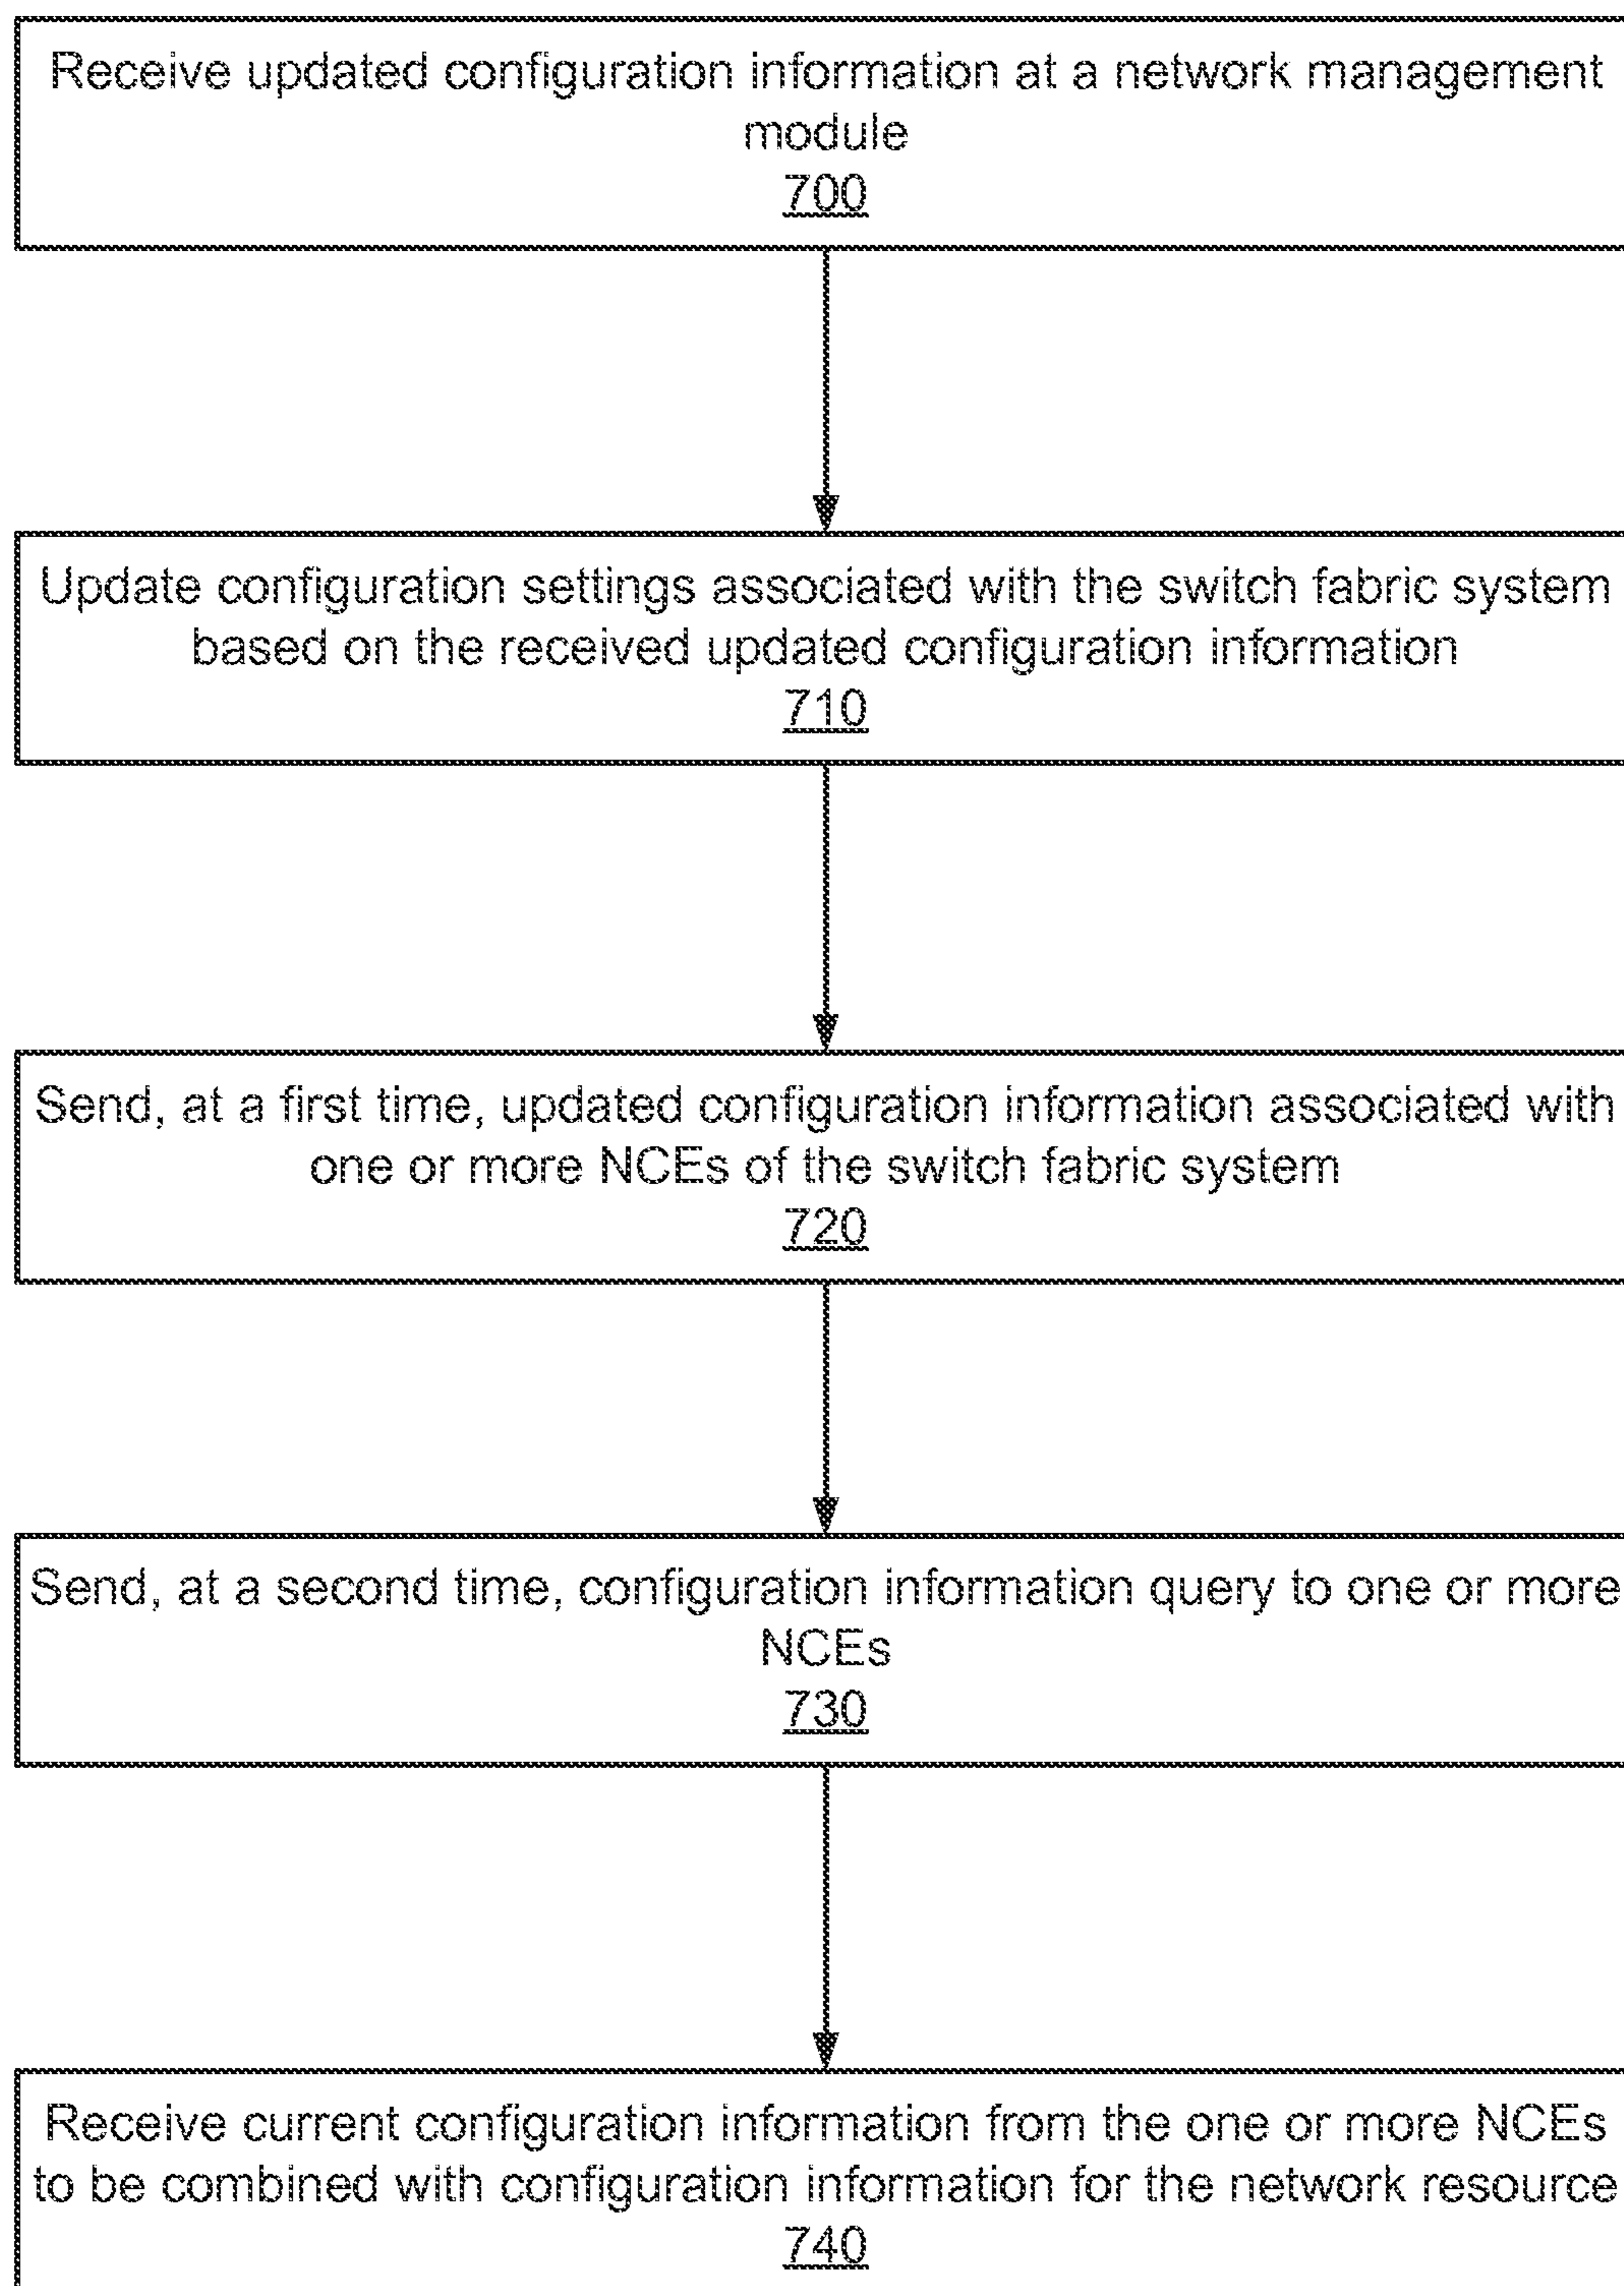 Receive updated configuration information at a network management
module
700
Update configuration settings associated with the switch fabric system
based on the received updated configuration information
710
Send, at a first time, updated configuration information associated with
one or more NCEs of the switch fabric system
720
Send, at a second time, configuration information query to one or more
NCEs
730
Receive current configuration information from the one or more NCEs
to be combined with configuration information for the network resource
740